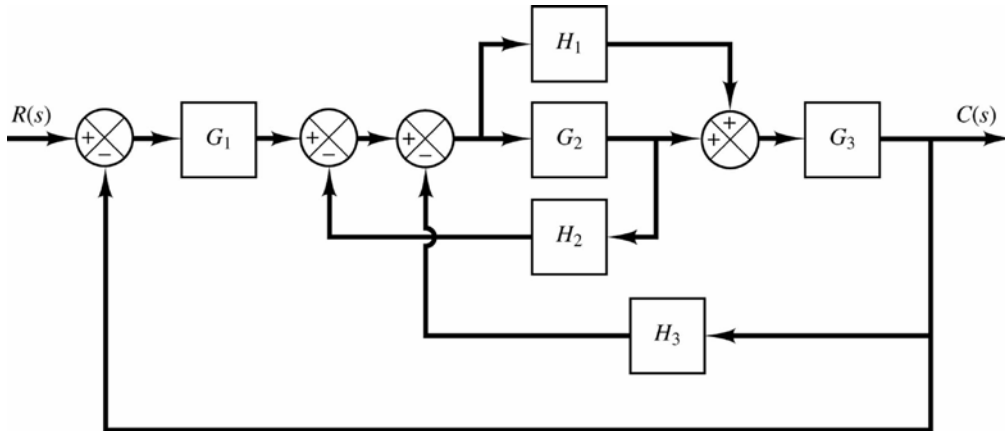 H1
R(s)
C(s)
+
−
G1
+
−
+
−
G2
+
+
G3
H2
H3